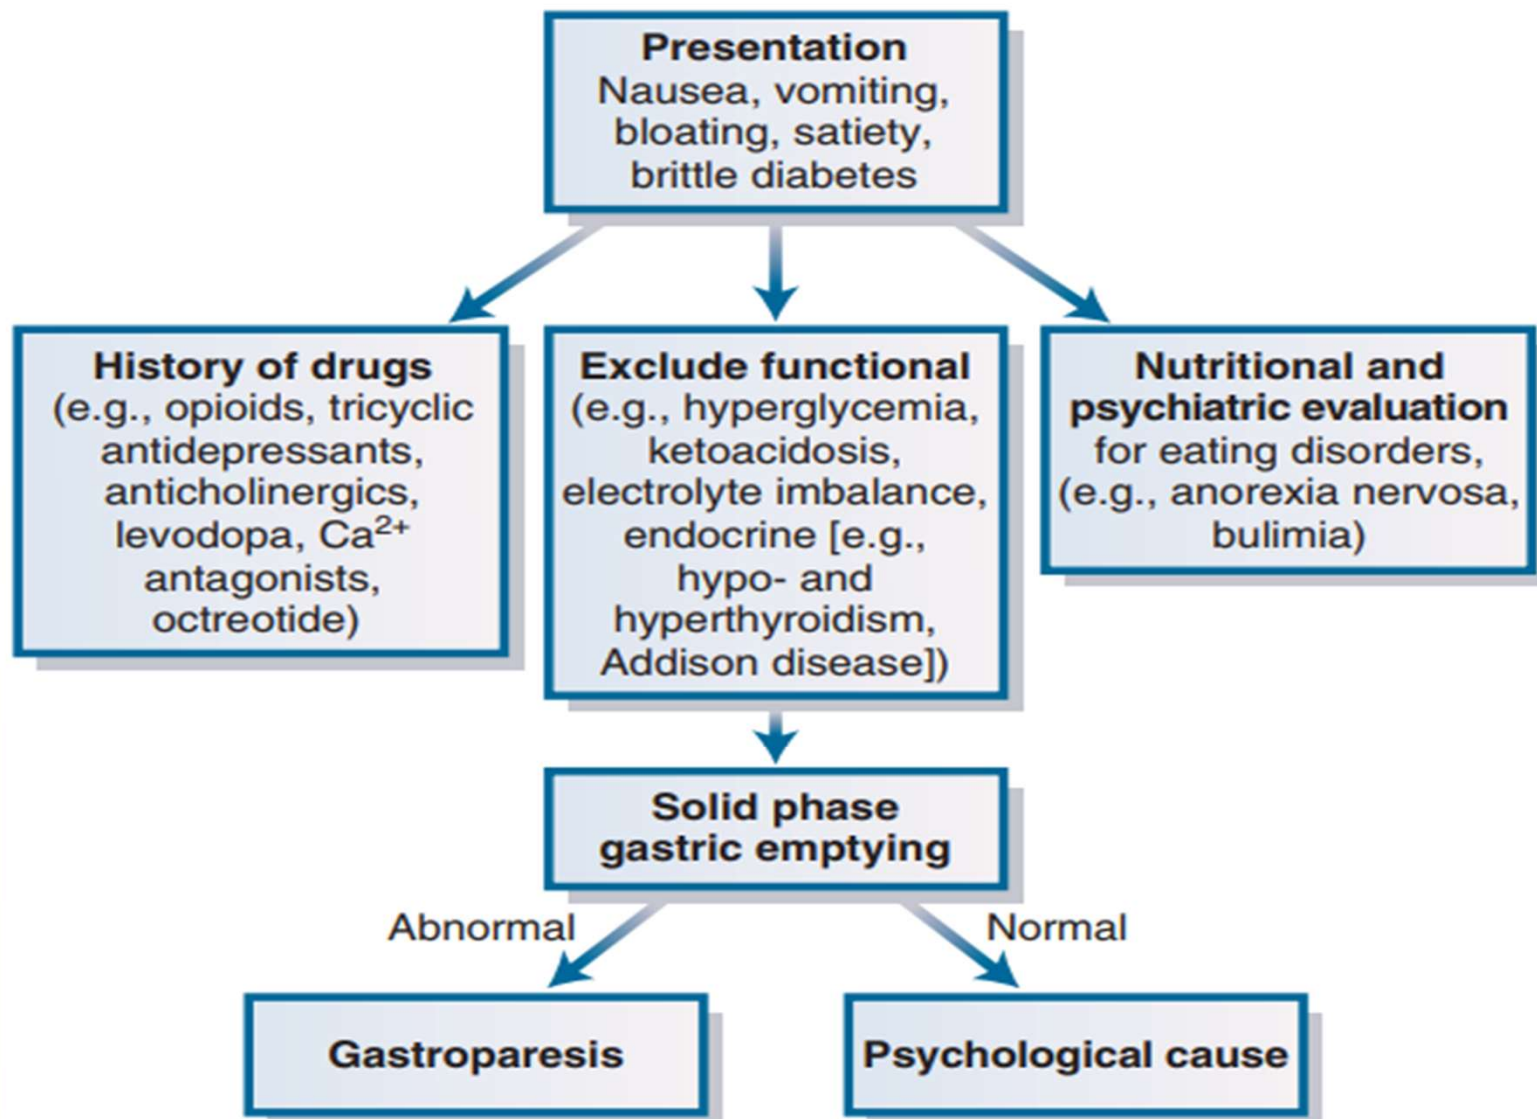 Presentation
Nausea, vomiting,
bloating, satiety,
brittle diabetes
History of drugs
(e.g., opioids, tricyclic
antidepressants,
anticholinergics,
levodopa, Ca²⁺
antagonists,
octreotide)
Exclude functional
(e.g., hyperglycemia,
ketoacidosis,
electrolyte imbalance,
endocrine [e.g.,
hypo- and
hyperthyroidism,
Addison disease])
Nutritional and
psychiatric evaluation
for eating disorders,
(e.g., anorexia nervosa,
bulimia)
Solid phase
gastric emptying
Abnormal
Normal
Gastroparesis
Psychological cause